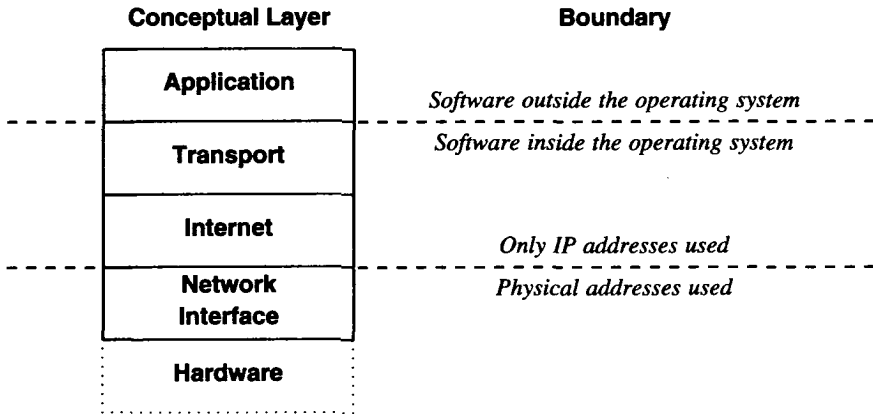 Conceptual Layer Boundary
Application
Software outside the operating system
Transport
Software inside the operating system
Internet
Only IP addresses used
Network
Physical addresses used
Interface
Hardware